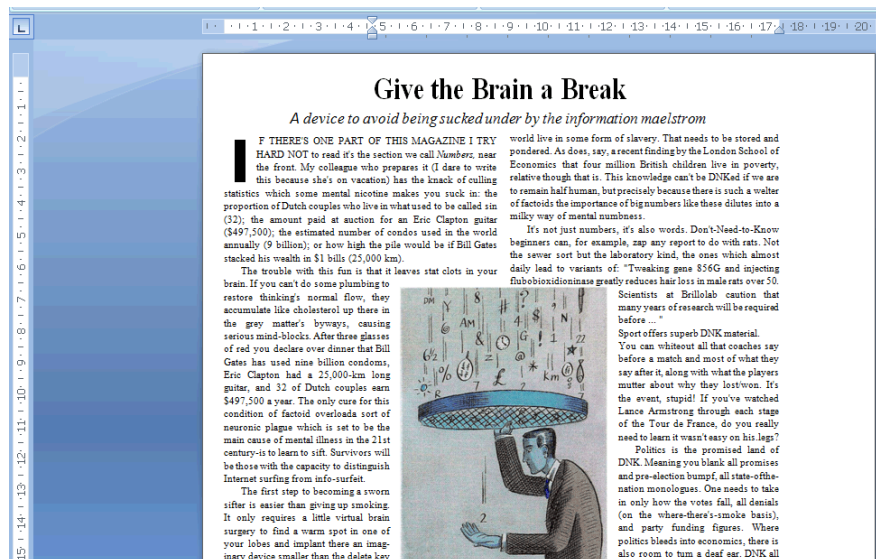 L
1 2 3 4 5 6 7 8 9 10 11 12 13 14 15 16 17 18 19 20
Give the Brain a Break
A device to avoid being sucked under by the information maelstrom
IF THERE'S ONE PART OF THIS MAGAZINE I TRY
HARD NOT to read it's the section we call Numbers, near
the front. My colleague who prepares it (I dare to write
this because she's on vacation) has the knack of culling
statistics which some mental nicotine makes you suck in: the
proportion of Dutch couples who live in what used to be called sin
(32); the amount paid at auction for an Eric Clapton guitar
($497,500); the estimated number of condos used in the world
annually (9 billion); or how high the pile would be if Bill Gates
stacked his wealth in $1 bills (25,000 km).
The trouble with this fun is that it leaves stat clots in your
brain. If you can't do some plumbing to
restore thinking's normal flow, they
accumulate like cholesterol up there in
the grey matter's byways, causing
serious mind-blocks. After three glasses
of red you declare over dinner that Bill
Gates has used nine billion condoms,
Eric Clapton had a 25,000-km long
guitar, and 32 of Dutch couples earn
$497,500 a year. The only cure for this
condition of factoid overloada sort of
neuronic plague which is set to be the
main cause of mental illness in the 21st
century-is to learn to sift. Survivors will
be those with the capacity to distinguish
Internet surfing from info-surfeit.
The first step to becoming a sworn
sifter is easier than giving up smoking.
It only requires a little virtual brain
surgery to find a warm spot in one of
your lobes and implant there an imag-
inary device smaller than the delete key
world live in some form of slavery. That needs to be stored and
pondered. As does, say, a recent finding by the London School of
Economics that four million British children live in poverty,
relative though that is. This knowledge can't be DNKed if we are
to remain half human, but precisely because there is such a welter
of factoids the importance of big numbers like these dilutes into a
milky way of mental numbness.
It's not just numbers, it's also words. Don't-Need-to-Know
beginners can, for example, zap any report to do with rats. Not
the sewer sort but the laboratory kind, the ones which almost
daily lead to variants of: "Tweaking gene 856G and injecting
flubobioxidioninase greatly reduces hair loss in male rats over 50.
Scientists at Brillolab caution that
many years of research will be required
before ... "
Sport offers superb DNK material.
You can whiteout all that coaches say
before a match and most of what they
say after it, along with what the players
mutter about why they lost/won. It's
the event, stupid! If you've watched
Lance Armstrong through each stage
of the Tour de France, do you really
need to learn it wasn't easy on his.legs?
Politics is the promised land of
DNK. Meaning you blank all promises
and pre-election bumpf, all state-ofthe-
nation monologues. One needs to take
in only how the votes fall, all denials
(on the where-there's-smoke basis),
and party funding figures. Where
politics bleeds into economics, there is
also room to tum a deaf ear. DNK all